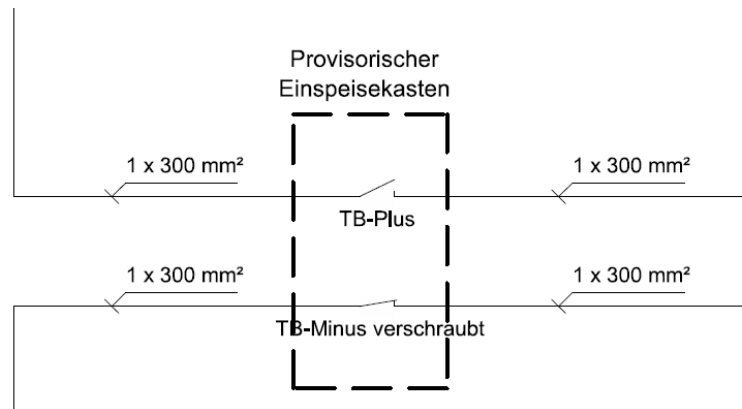 Provisorischer
Einspeisekasten
1 x 300 mm²
1 x 300 mm²
TB-Plus
1 x 300 mm²
1 x 300 mm²
TB-Minus verschraubt